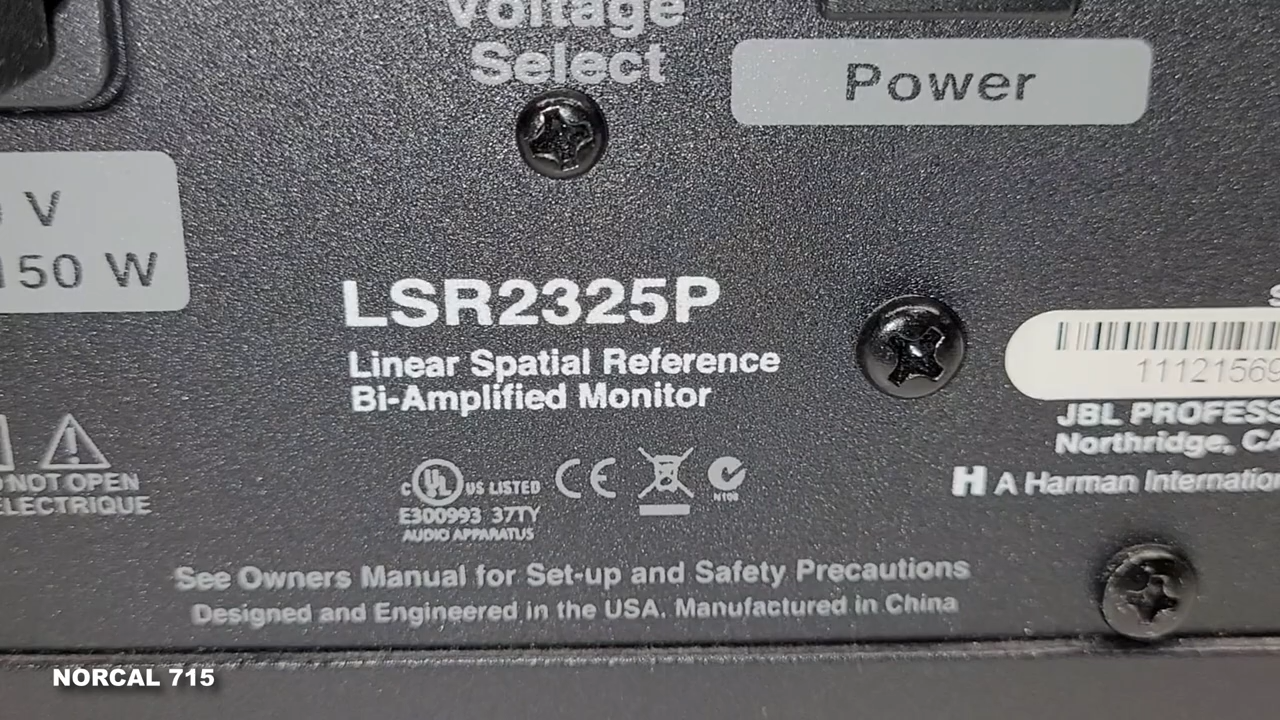 Voltage
Select
Power
V
150 W
LSR2325P
Linear Spatial Reference
Bi-Amplified Monitor
11121569
JBL PROFESS
Northridge, CA
H A Harman Internation
NOT OPEN
ELECTRIQUE
C UL US LISTED CE
N108
E300993 37TY
AUDIO APPARATUS
See Owners Manual for Set-up and Safety Precautions
Designed and Engineered in the USA. Manufactured in China
NORCAL 715